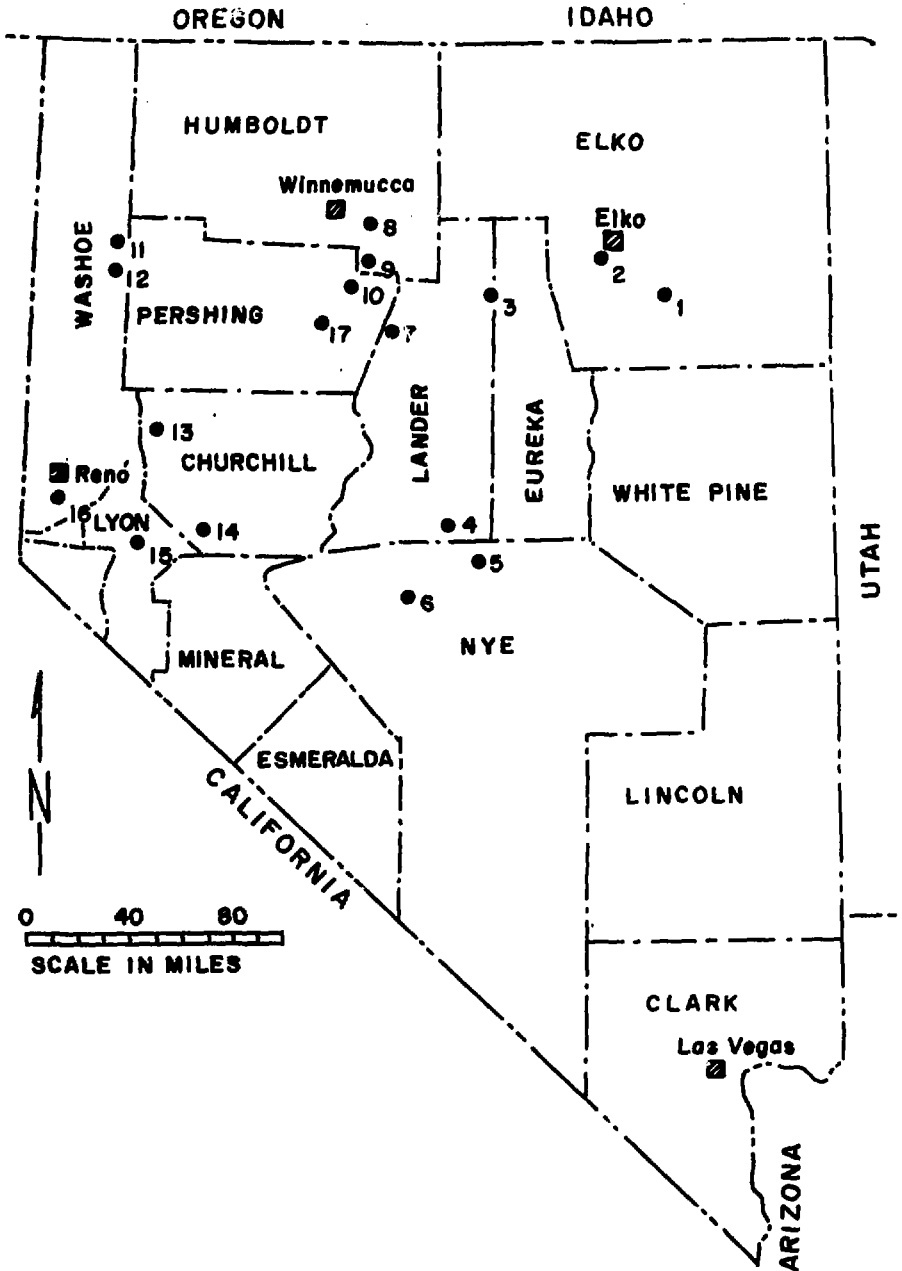 OREGON
IDAHO
HUMBOLDT
ELKO
Winnemucca
Elko
8
11
9
2
12
WASHOE
10
3
1
PERSHING
17
7
LANDER
EUREKA
13
CHURCHILL
Reno
WHITE PINE
16
LYON
14
4
15
5
UTAH
6
NYE
MINERAL
ESMERALDA
N
CALIFORNIA
LINCOLN
0 40 80
SCALE IN MILES
CLARK
Las Vegas
ARIZONA